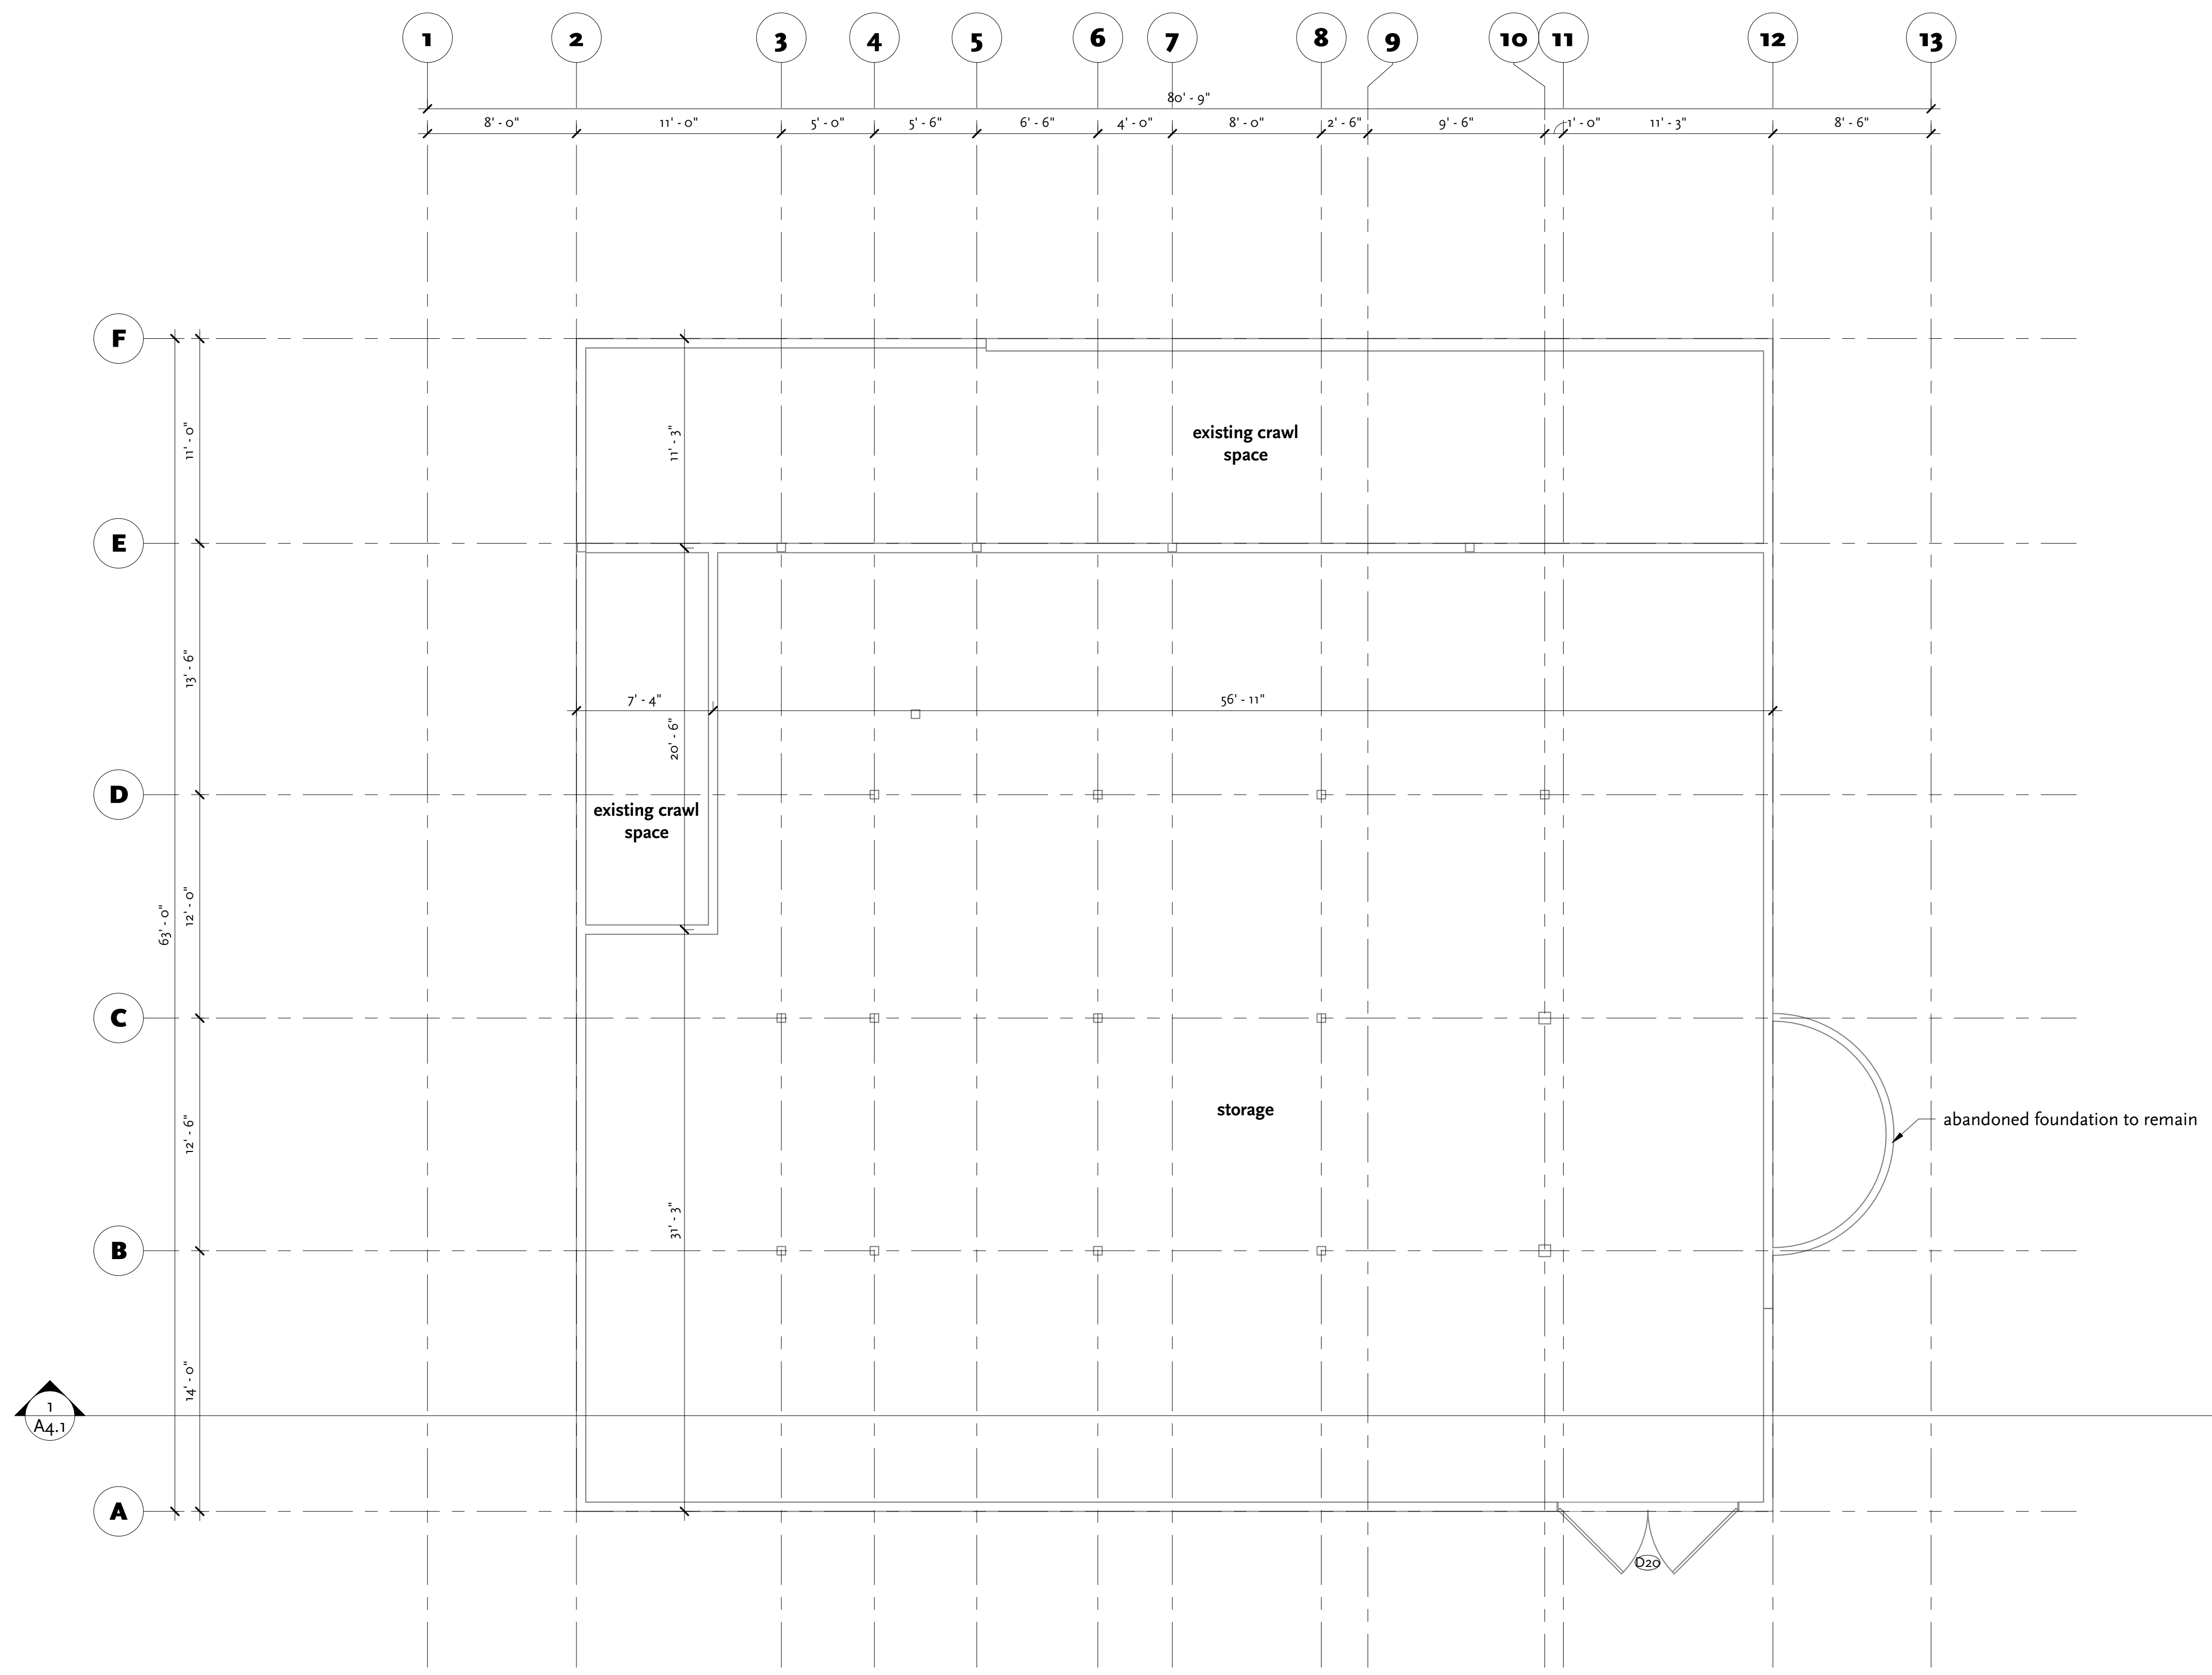 1 2 3 4 5 6 7 8 9 10 11 12 13
80' - 9"
8' - 0" 11' - 0" 5' - 0" 5' - 6" 6' - 6" 4' - 0" 8' - 0" 2' - 6" 9' - 6" 1' - 0" 11' - 3" 8' - 6"
F
11' - 0"
11' - 3"
existing crawl
space
E
13' - 6"
7' - 4"
56' - 11"
20' - 6"
D
existing crawl
space
12' - 0"
63' - 0"
C
storage
abandoned foundation to remain
12' - 6"
31' - 3"
B
14' - 0"
1
A4.1
A
D20